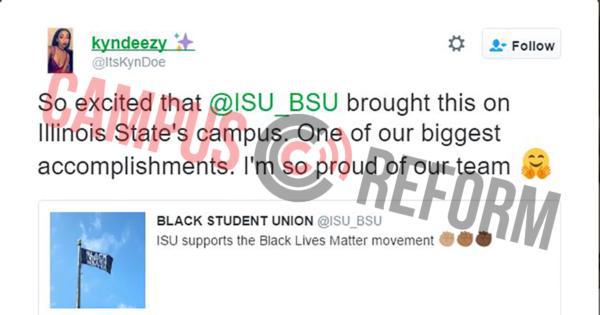 kyndeezy ✨
@ItsKynDoe
Follow
So excited that @ISU_BSU brought this on
Illinois State's campus. One of our biggest
accomplishments. I'm so proud of our team 🤗
CAMPUS REFORM
BLACK STUDENT UNION @ISU_BSU
ISU supports the Black Lives Matter movement ✊🏼✊🏽✊🏿